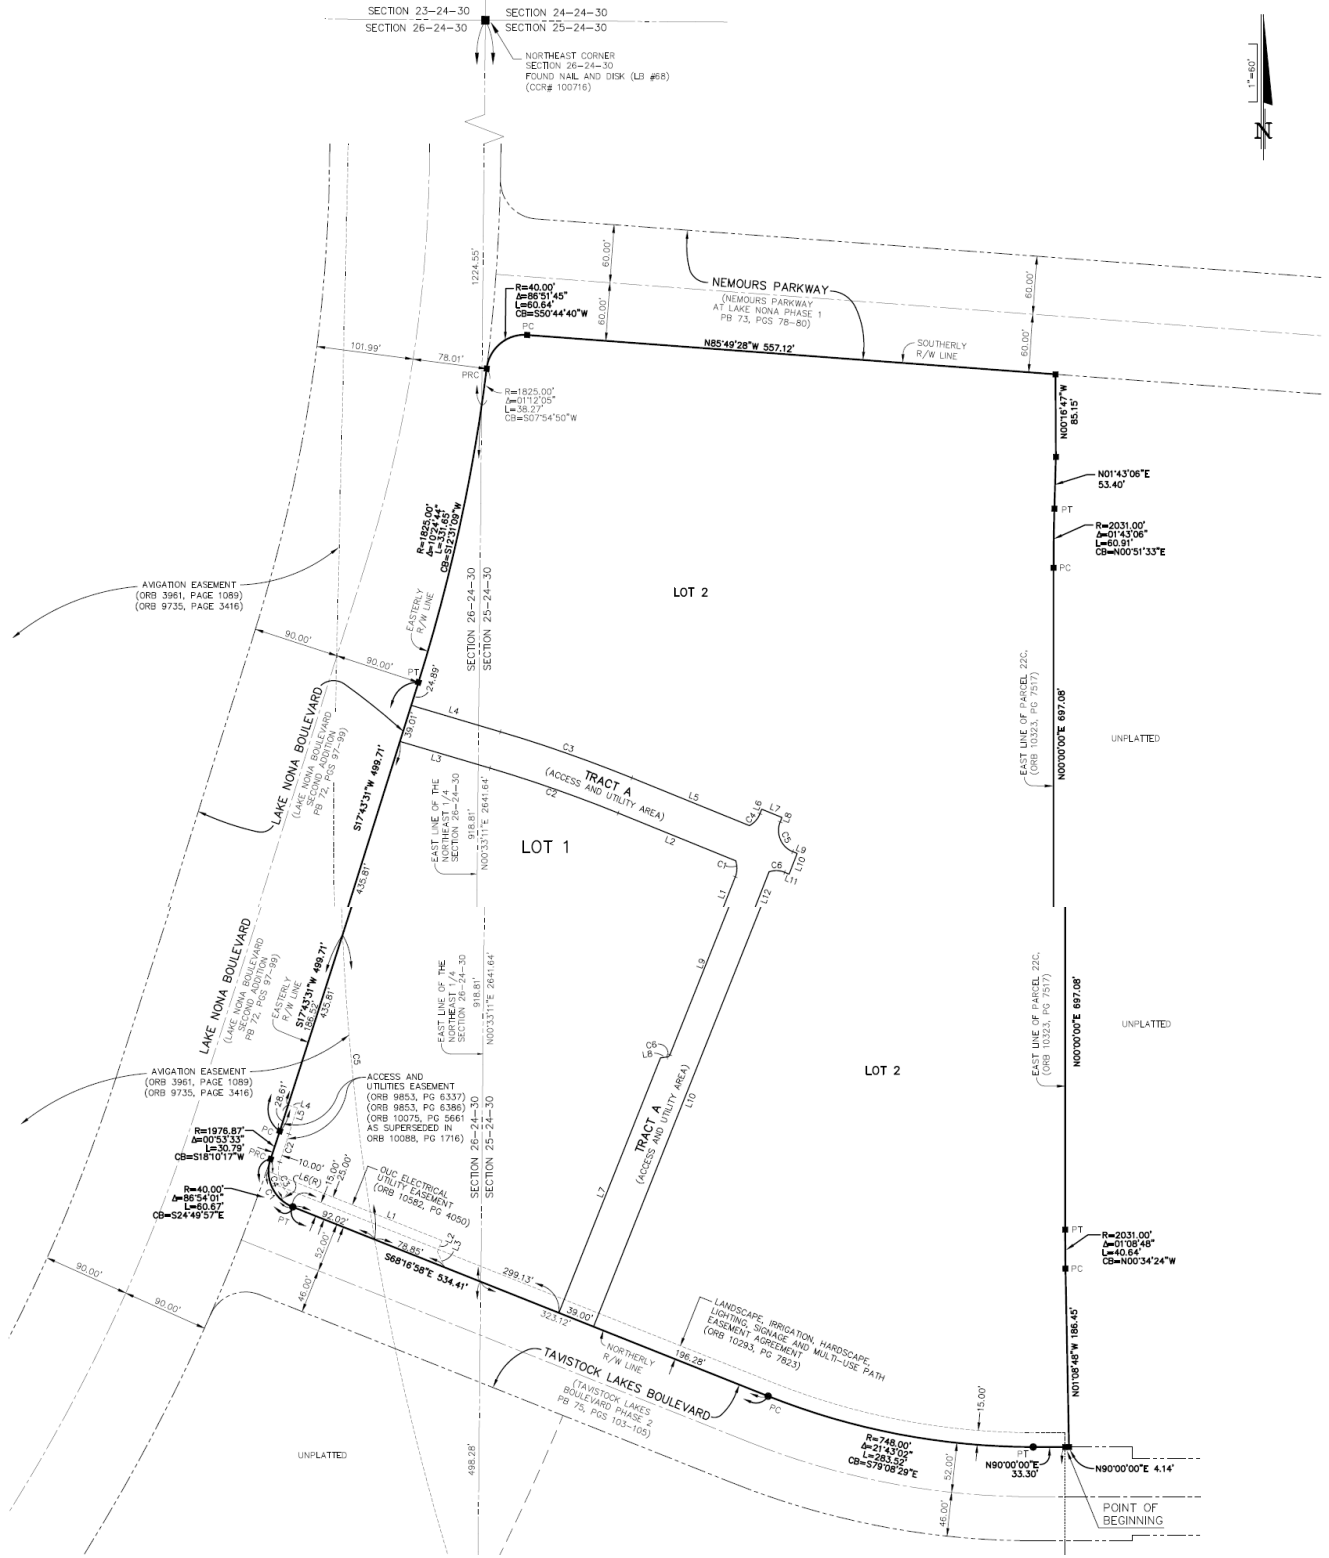 SECTION 23-24-30
SECTION 24-24-30
SECTION 26-24-30
SECTION 25-24-30
NORTHEAST CORNER
SECTION 26-24-30
FOUND NAIL AND DISK (LB #68)
(CCR# 100716)
1"=60'
N
1224.55'
60.00'
60.00'
NEMOURS PARKWAY
(NEMOURS PARKWAY
AT LAKE NONA PHASE 1
PB 73, PGS 78-80)
60.00'
60.00'
R=40.00'
Δ=86°51'45"
L=60.64'
CB=S50°44'40"W
PC
N85°49'28"W 557.12'
SOUTHERLY
R/W LINE
101.99'
78.01'
PRC
R=1825.00'
Δ=01°12'05"
L=38.27'
CB=S07°54'50"W
N00°16'47"W
85.15'
N01°43'06"E
53.40'
PT
R=2031.00'
Δ=01°43'06"
L=60.91'
CB=N00°51'33"E
PC
R=1825.00'
Δ=10°24'44"
L=331.65'
CB=S12°31'09"W
AVIGATION EASEMENT
(ORB 3961, PAGE 1089)
(ORB 9735, PAGE 3416)
EASTERLY
R/W LINE
SECTION 26-24-30
SECTION 25-24-30
LOT 2
90.00'
90.00'
PT
24.89'
39.01'
LAKE NONA BOULEVARD
(LAKE NONA BOULEVARD
SECOND ADDITION
PB 72, PGS 97-99)
S17°43'31"W 499.71'
L4
C3
L3
TRACT A
(ACCESS AND UTILITY AREA)
C2
L5
L2
C4
L6
L7
L8
C5
L9
L10
L11
C6
C1
L1
L12
EAST LINE OF THE
NORTHEAST 1/4
SECTION 26-24-30
918.81'
N00°33'11"E 2641.64'
LOT 1
435.81'
EAST LINE OF PARCEL 22C,
(ORB 10323, PG 7517)
N00°00'00"E 697.08'
UNPLATTED
LAKE NONA BOULEVARD
(LAKE NONA BOULEVARD
SECOND ADDITION
PB 72, PGS 97-99)
EASTERLY
R/W LINE
S17°43'31"W 499.71'
186.52'
435.81'
EAST LINE OF THE
NORTHEAST 1/4
SECTION 26-24-30
918.81'
N00°33'11"E 2641.64'
L9
C6
L8
L10
L7
TRACT A
(ACCESS AND UTILITY AREA)
LOT 2
EAST LINE OF PARCEL 22C,
(ORB 10323, PG 7517)
N00°00'00"E 697.08'
UNPLATTED
C5
AVIGATION EASEMENT
(ORB 3961, PAGE 1089)
(ORB 9735, PAGE 3416)
ACCESS AND
UTILITIES EASEMENT
(ORB 9853, PG 6337)
(ORB 9853, PG 6386)
(ORB 10075, PG 5661
AS SUPERSEDED IN
ORB 10088, PG 1716)
28.61'
L4
L5
PC
C2
R=1976.87'
Δ=00°53'33"
L=30.79'
CB=S18°10'17"W
PRC
10.00'
L6(R)
15.00'
25.00'
C4
C3
C1
R=40.00'
Δ=86°54'01"
L=60.67'
CB=S24°49'57"E
PT
OUC ELECTRICAL
UTILITY EASEMENT
(ORB 10582, PG 4050)
SECTION 26-24-30
SECTION 25-24-30
L1
92.02'
L2
L3
78.85'
S68°16'58"E 534.41'
52.00'
46.00'
299.13'
323.12'
39.00'
90.00'
90.00'
NORTHERLY
R/W LINE
196.28'
LANDSCAPE, IRRIGATION, HARDSCAPE,
LIGHTING, SIGNAGE AND MULTI-USE PATH
EASEMENT AGREEMENT
(ORB 10293, PG 7823)
PT
R=2031.00'
Δ=01°08'48"
L=40.64'
CB=N00°34'24"W
PC
N01°08'48"W 186.45'
TAVISTOCK LAKES BOULEVARD
(TAVISTOCK LAKES
BOULEVARD PHASE 2
PB 75, PGS 103-105)
PC
R=748.00'
Δ=21°43'02"
L=283.52'
CB=S79°08'29"E
15.00'
PT
N90°00'00"E
33.30'
N90°00'00"E 4.14'
52.00'
46.00'
POINT OF
BEGINNING
UNPLATTED
498.28'